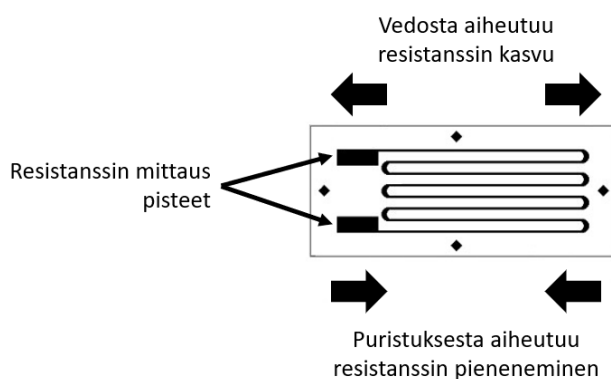 Vedosta aiheutuu
resistanssin kasvu
Resistanssin mittaus
pisteet
Puristuksesta aiheutuu
resistanssin pieneneminen